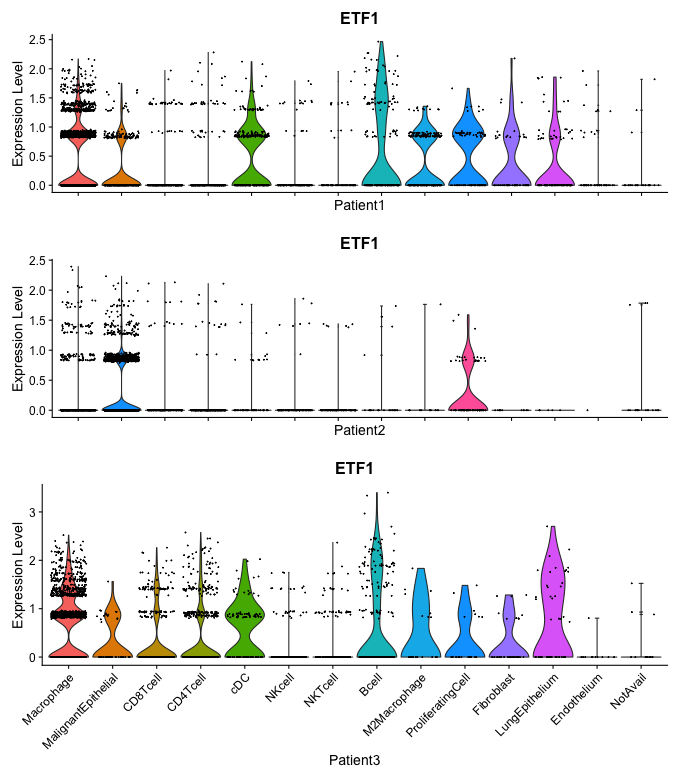 ETF1
Expression Level
2.5
2.0
1.5
1.0
0.5
0.0
Patient1
ETF1
Expression Level
2.5
2.0
1.5
1.0
0.5
0.0
Patient2
ETF1
Expression Level
3
2
1
0
Macrophage
MalignantEpithelial
CD8Tcell
CD4Tcell
cDC
NKcell
NKTcell
Bcell
M2Macrophage
ProliferatingCell
Fibroblast
LungEpithelium
Endothelium
NotAvail
Patient3